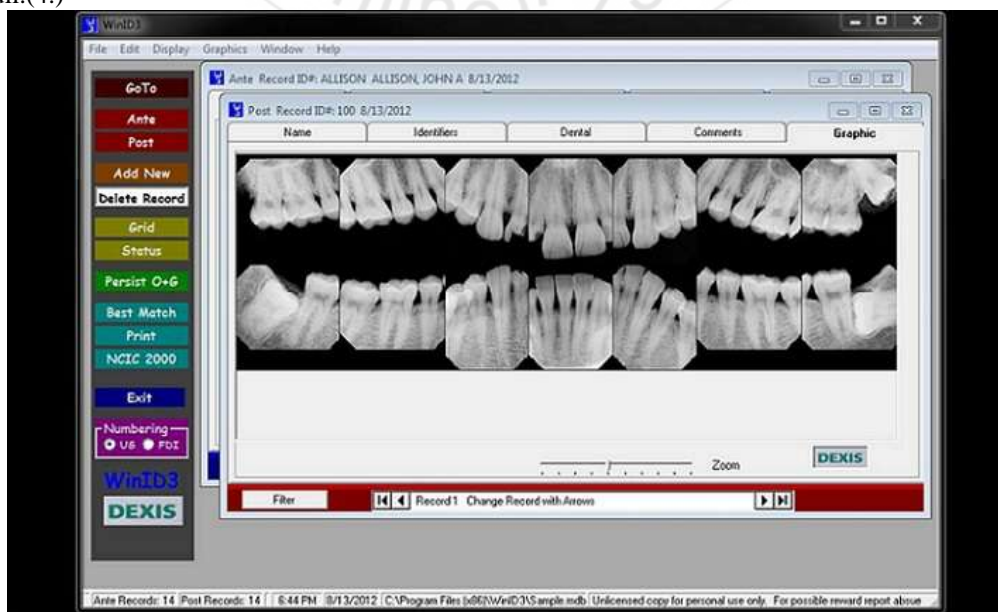 WinID3
File Edit Display Graphics Window Help
GoTo
Ante
Post
Add New
Delete Record
Grid
Status
Persist O+G
Best Match
Print
NCIC 2000
Exit
Numbering
US FDI
WinID3
DEXIS
Ante Record ID#: ALLISON ALLISON, JOHN A 8/13/2012
Post Record ID#: 100 8/13/2012
Name Identifiers Dental Comments Graphic
Zoom
DEXIS
Filter Record 1 Change Record with Arrows
Ante Records: 14 Post Records: 14 6:44 PM 8/13/2012 C:\Program Files (x86)\WinID3\Sample.mdb Unlicensed copy for personal use only. For possible reward report abuse